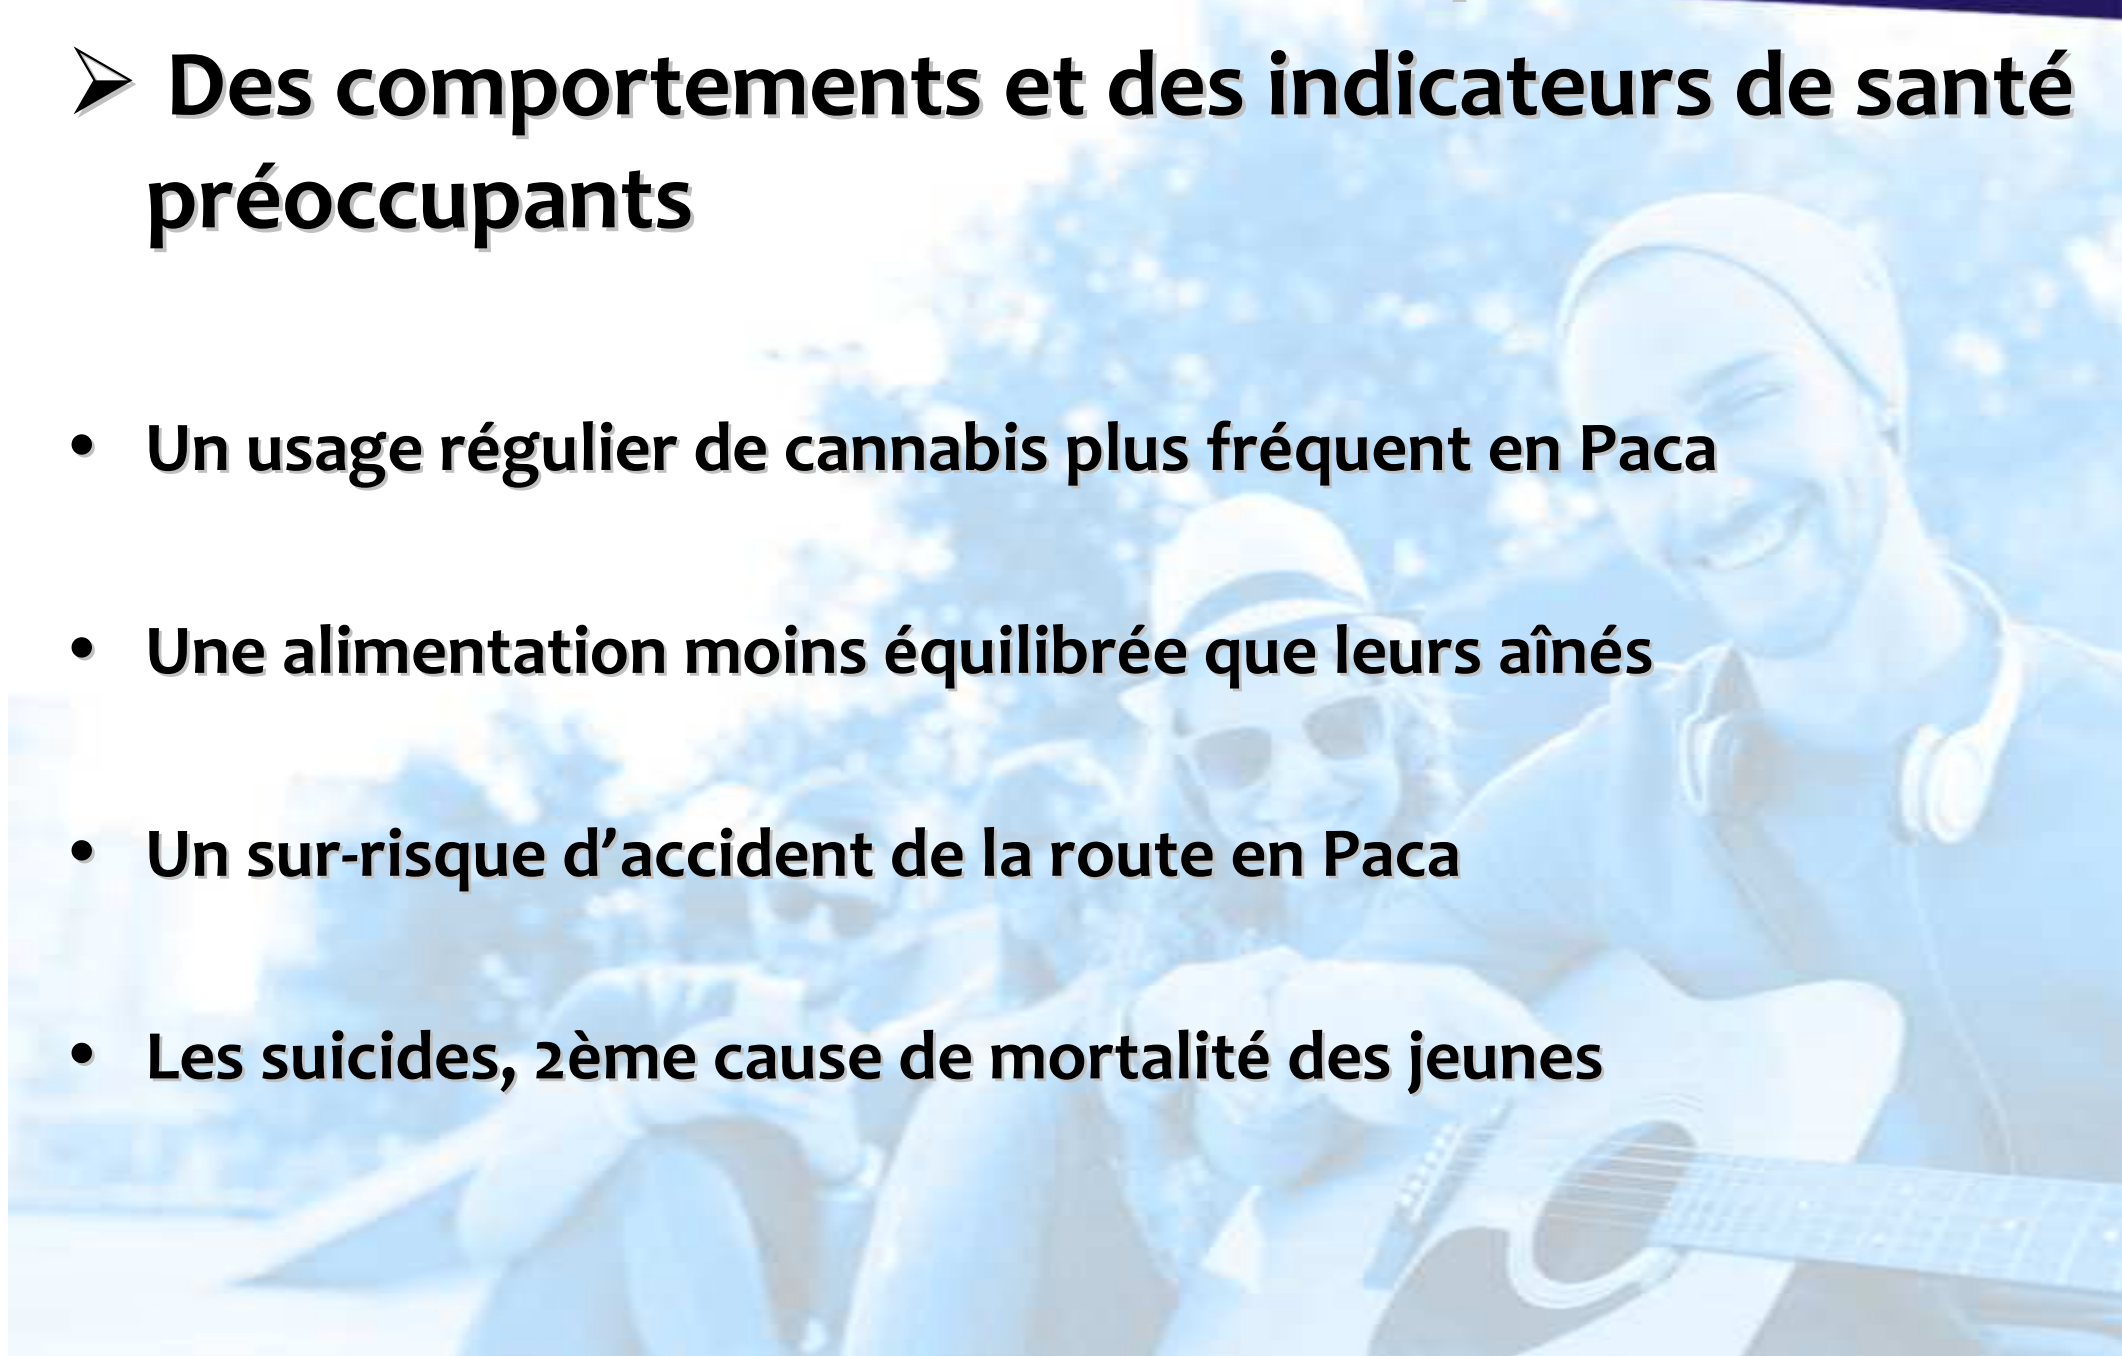 ➢ Des comportements et des indicateurs de santé
préoccupants
• Un usage régulier de cannabis plus fréquent en Paca
• Une alimentation moins équilibrée que leurs aînés
• Un sur-risque d’accident de la route en Paca
• Les suicides, 2ème cause de mortalité des jeunes